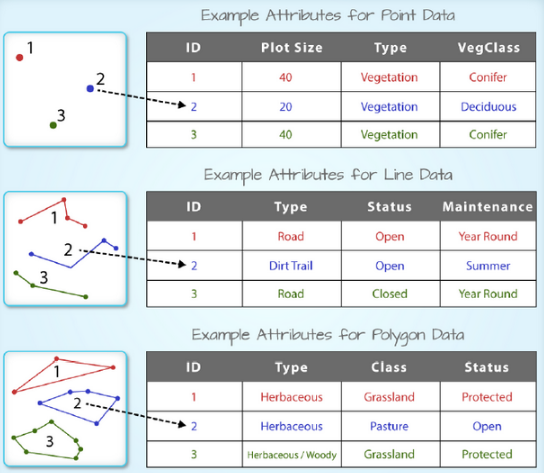 Example Attributes for Point Data
1
2
3
ID Plot Size Type VegClass
1 40 Vegetation Conifer
2 20 Vegetation Deciduous
3 40 Vegetation Conifer
Example Attributes for Line Data
1
2
3
ID Type Status Maintenance
1 Road Open Year Round
2 Dirt Trail Open Summer
3 Road Closed Year Round
Example Attributes for Polygon Data
1
2
3
ID Type Class Status
1 Herbaceous Grassland Protected
2 Herbaceous Pasture Open
3 Herbaceous / Woody Grassland Protected